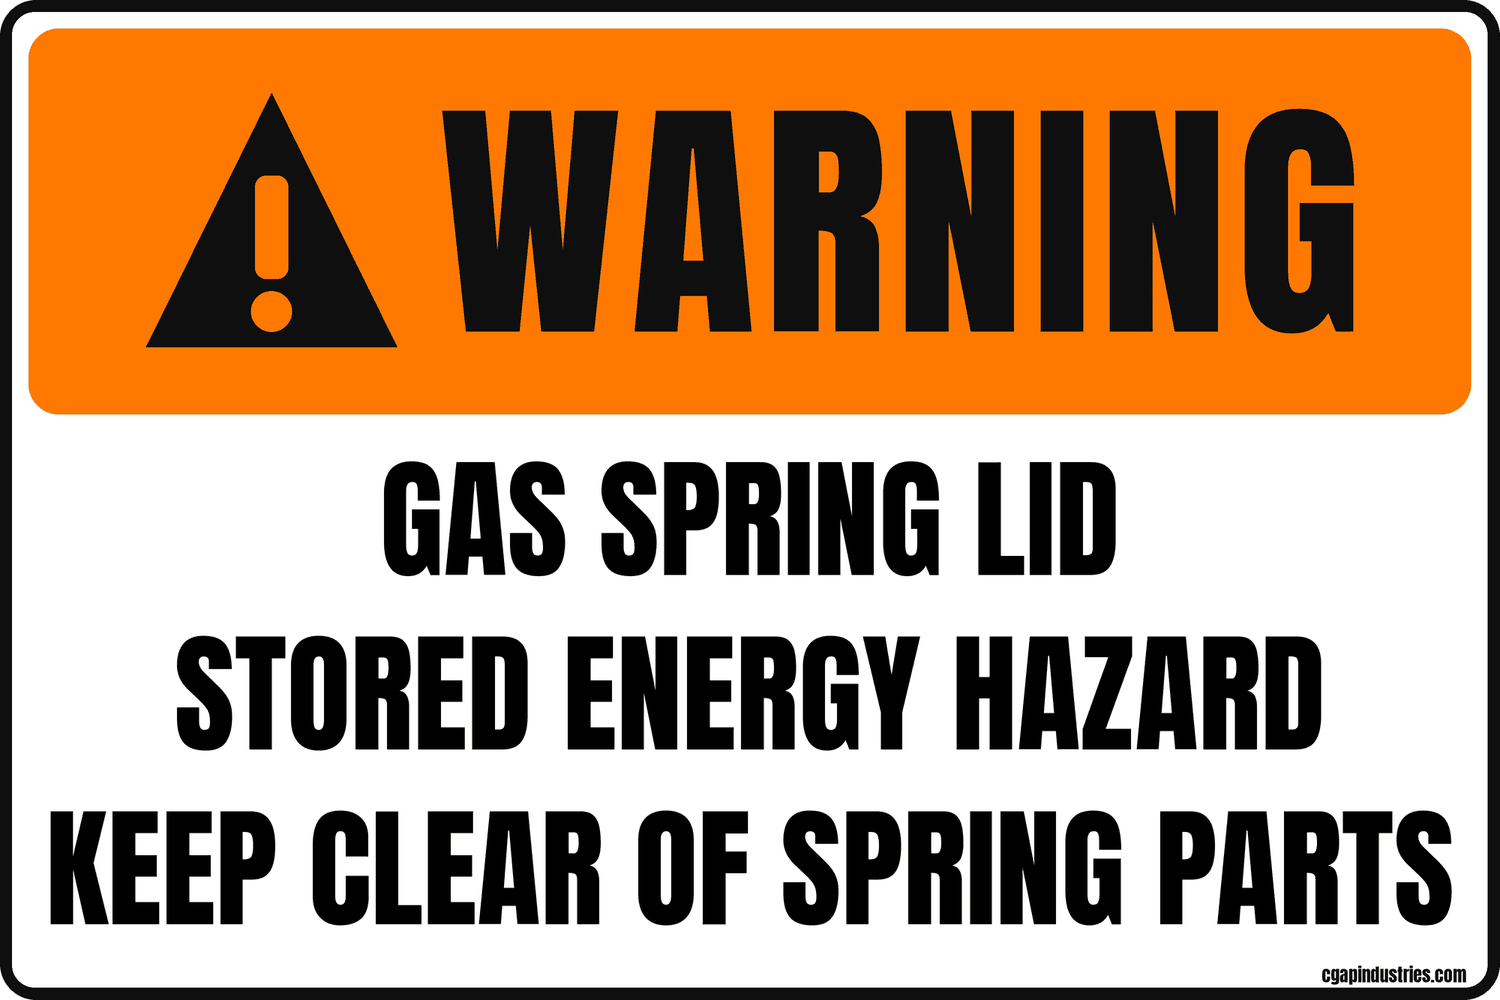 WARNING
GAS SPRING LID
STORED ENERGY HAZARD
KEEP CLEAR OF SPRING PARTS
cgapindustries.com